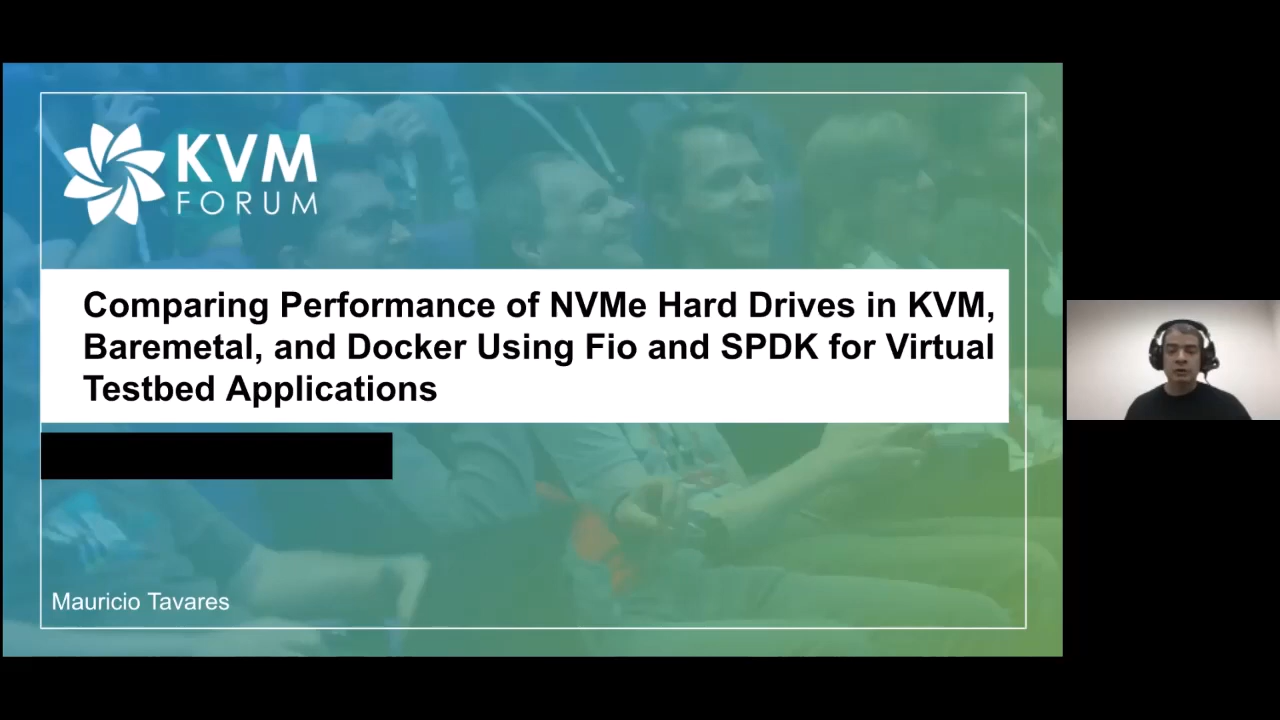 KVM
FORUM
Comparing Performance of NVMe Hard Drives in KVM,
Baremetal, and Docker Using Fio and SPDK for Virtual
Testbed Applications
Mauricio Tavares